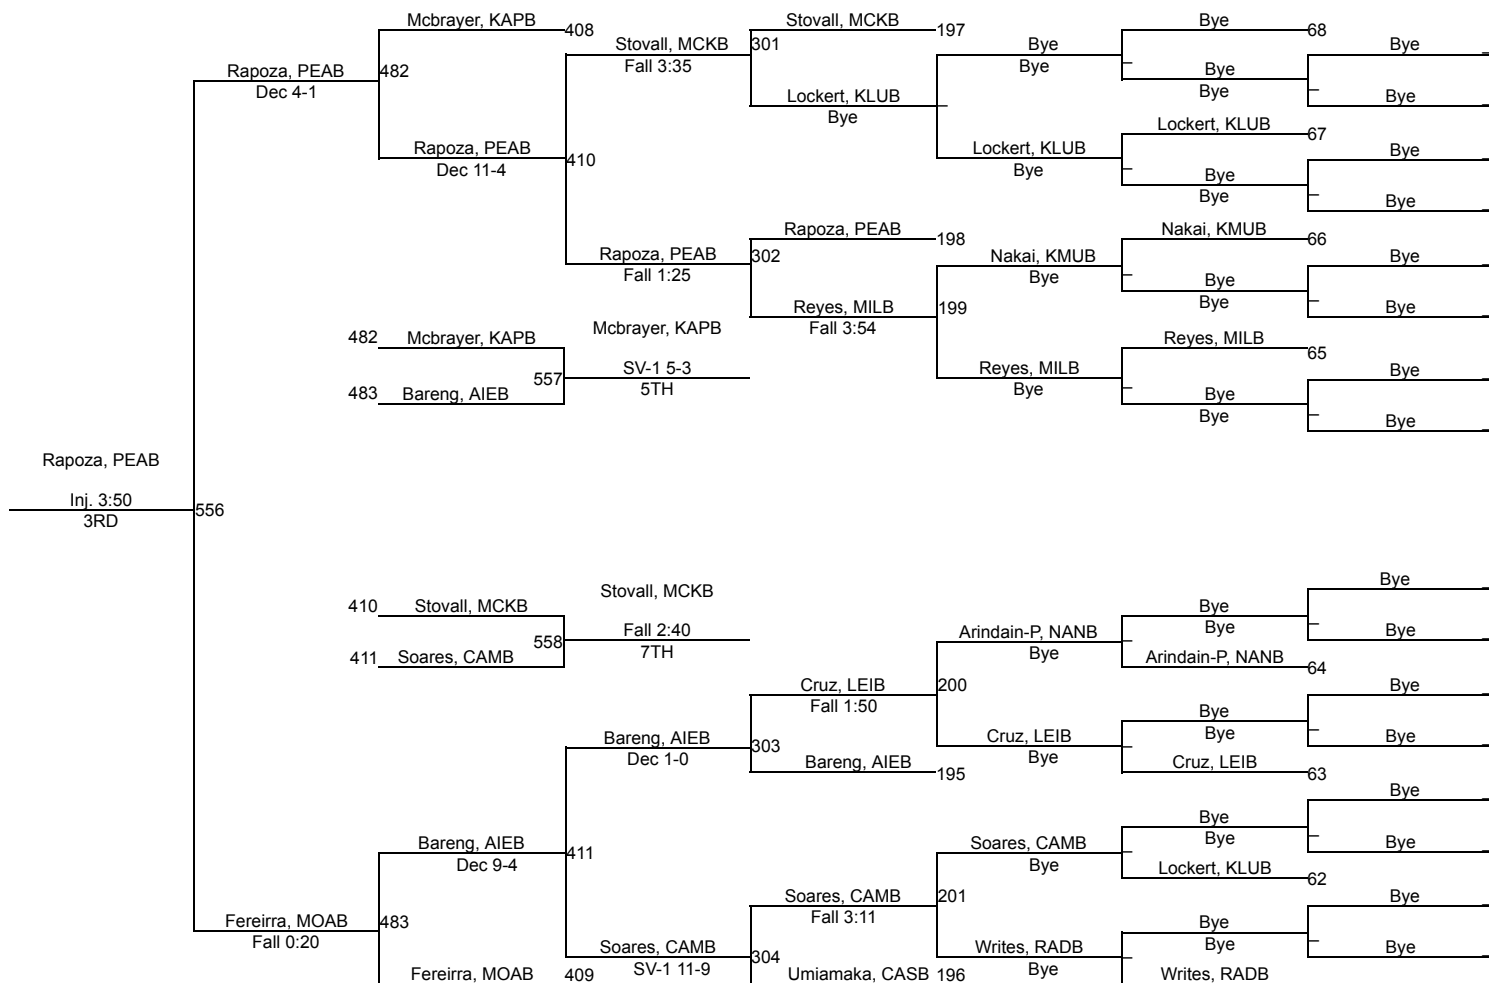 Mcbrayer, KAPB 408 Stovall, MCKB 197 Bye 68
Stovall, MCKB 301 Bye Bye
Rapoza, PEAB 482 Fall 3:35 Bye Bye
Dec 4-1 Lockert, KLUB Bye Bye
Bye Lockert, KLUB 67
Rapoza, PEAB 410 Lockert, KLUB Bye
Dec 11-4 Bye Bye
Bye Bye
Rapoza, PEAB 198 Nakai, KMUB 66
Rapoza, PEAB 302 Nakai, KMUB Bye
Fall 1:25 Bye Bye
Reyes, MILB 199 Bye Bye
Mcbrayer, KAPB Fall 3:54
482 Mcbrayer, KAPB Reyes, MILB 65
557 SV-1 5-3 Reyes, MILB Bye
483 Bareng, AIEB 5TH Bye Bye
Bye Bye
Rapoza, PEAB
Inj. 3:50 556
3RD
Stovall, MCKB Bye
410 Stovall, MCKB Bye
558 Fall 2:40 Arindain-P, NANB Bye Bye
411 Soares, CAMB 7TH Bye Arindain-P, NANB 64
Cruz, LEIB 200 Bye
Fall 1:50 Bye
Bareng, AIEB 303 Cruz, LEIB Bye Bye
Dec 1-0 Bareng, AIEB 195 Bye Cruz, LEIB 63
Bye
Bye
Bareng, AIEB 411 Soares, CAMB Bye Bye
Dec 9-4 Bye Lockert, KLUB 62
Soares, CAMB 201 Bye
Fereirra, MOAB 483 Fall 3:11 Bye
Fall 0:20 Soares, CAMB 304 Writes, RADB Bye Bye
Fereirra, MOAB 409 SV-1 11-9 Umiamaka, CASB 196 Bye Writes, RADB